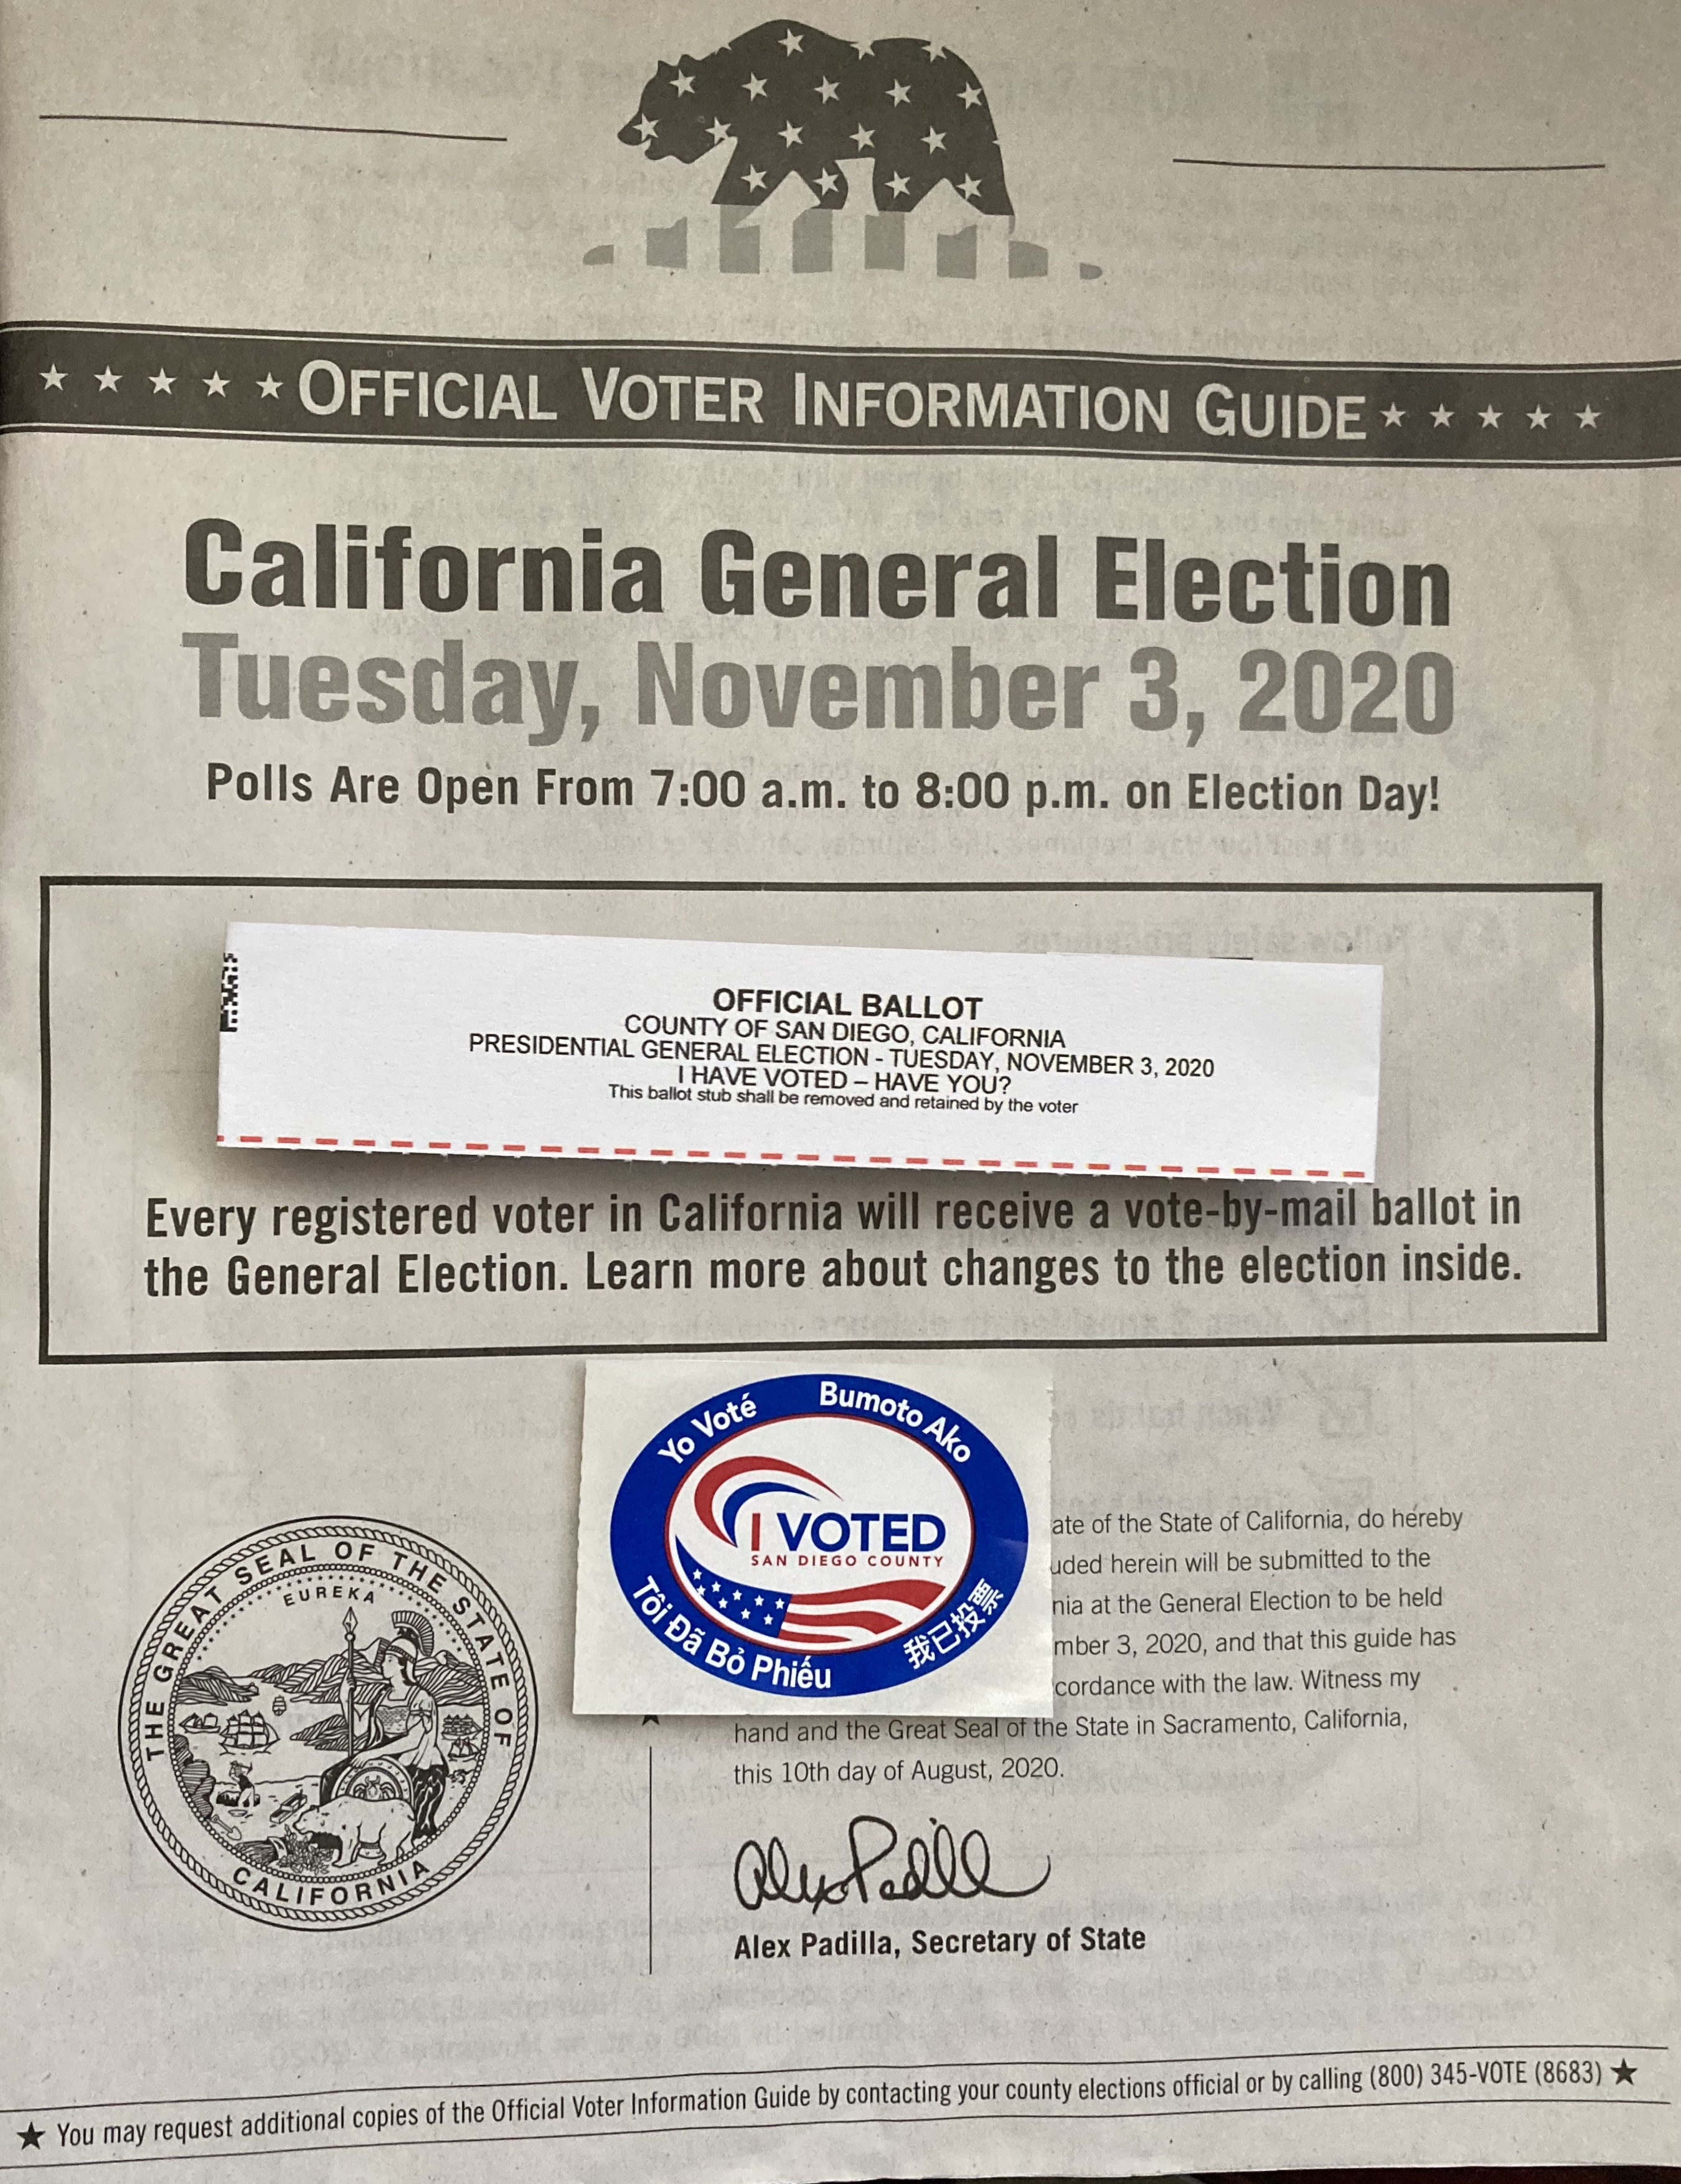 ★ ★ ★ ★ ★ OFFICIAL VOTER INFORMATION GUIDE ★ ★ ★ ★ ★
California General Election
Tuesday, November 3, 2020
Polls Are Open From 7:00 a.m. to 8:00 p.m. on Election Day!
OFFICIAL BALLOT
COUNTY OF SAN DIEGO, CALIFORNIA
PRESIDENTIAL GENERAL ELECTION - TUESDAY, NOVEMBER 3, 2020
I HAVE VOTED – HAVE YOU?
This ballot stub shall be removed and retained by the voter
Every registered voter in California will receive a vote-by-mail ballot in
the General Election. Learn more about changes to the election inside.
Yo Voté
Bumoto Ako
I VOTED
SAN DIEGO COUNTY
Tôi Đã Bỏ Phiếu
我已投票
THE GREAT SEAL OF THE STATE OF
EUREKA
CALIFORNIA
ate of the State of California, do hereby
uded herein will be submitted to the
nia at the General Election to be held
mber 3, 2020, and that this guide has
cordance with the law. Witness my
hand and the Great Seal of the State in Sacramento, California,
this 10th day of August, 2020.
Alex Padilla
Alex Padilla, Secretary of State
★ You may request additional copies of the Official Voter Information Guide by contacting your county elections official or by calling (800) 345-VOTE (8683) ★